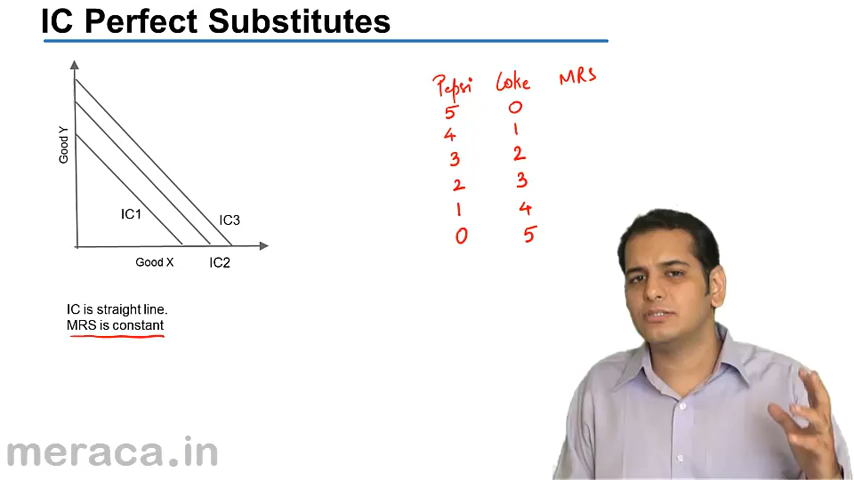 IC Perfect Substitutes
Good Y
IC1
IC3
Good X
IC2
IC is straight line.
MRS is constant
Pepsi Coke MRS
5 0
4 1
3 2
2 3
1 4
0 5
meraca.in